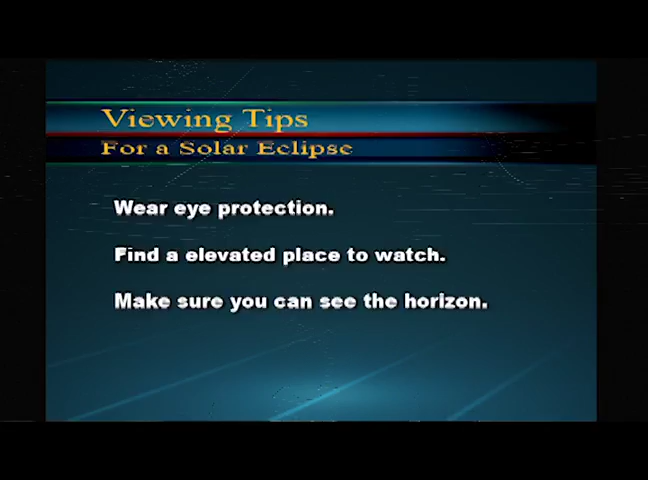 Viewing Tips
For a Solar Eclipse
Wear eye protection.
Find a elevated place to watch.
Make sure you can see the horizon.